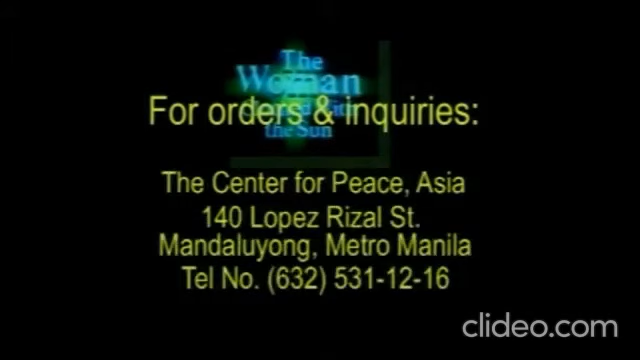 The
Woman
the Sun
For orders & inquiries:
The Center for Peace, Asia
140 Lopez Rizal St.
Mandaluyong, Metro Manila
Tel No. (632) 531-12-16
clideo.com